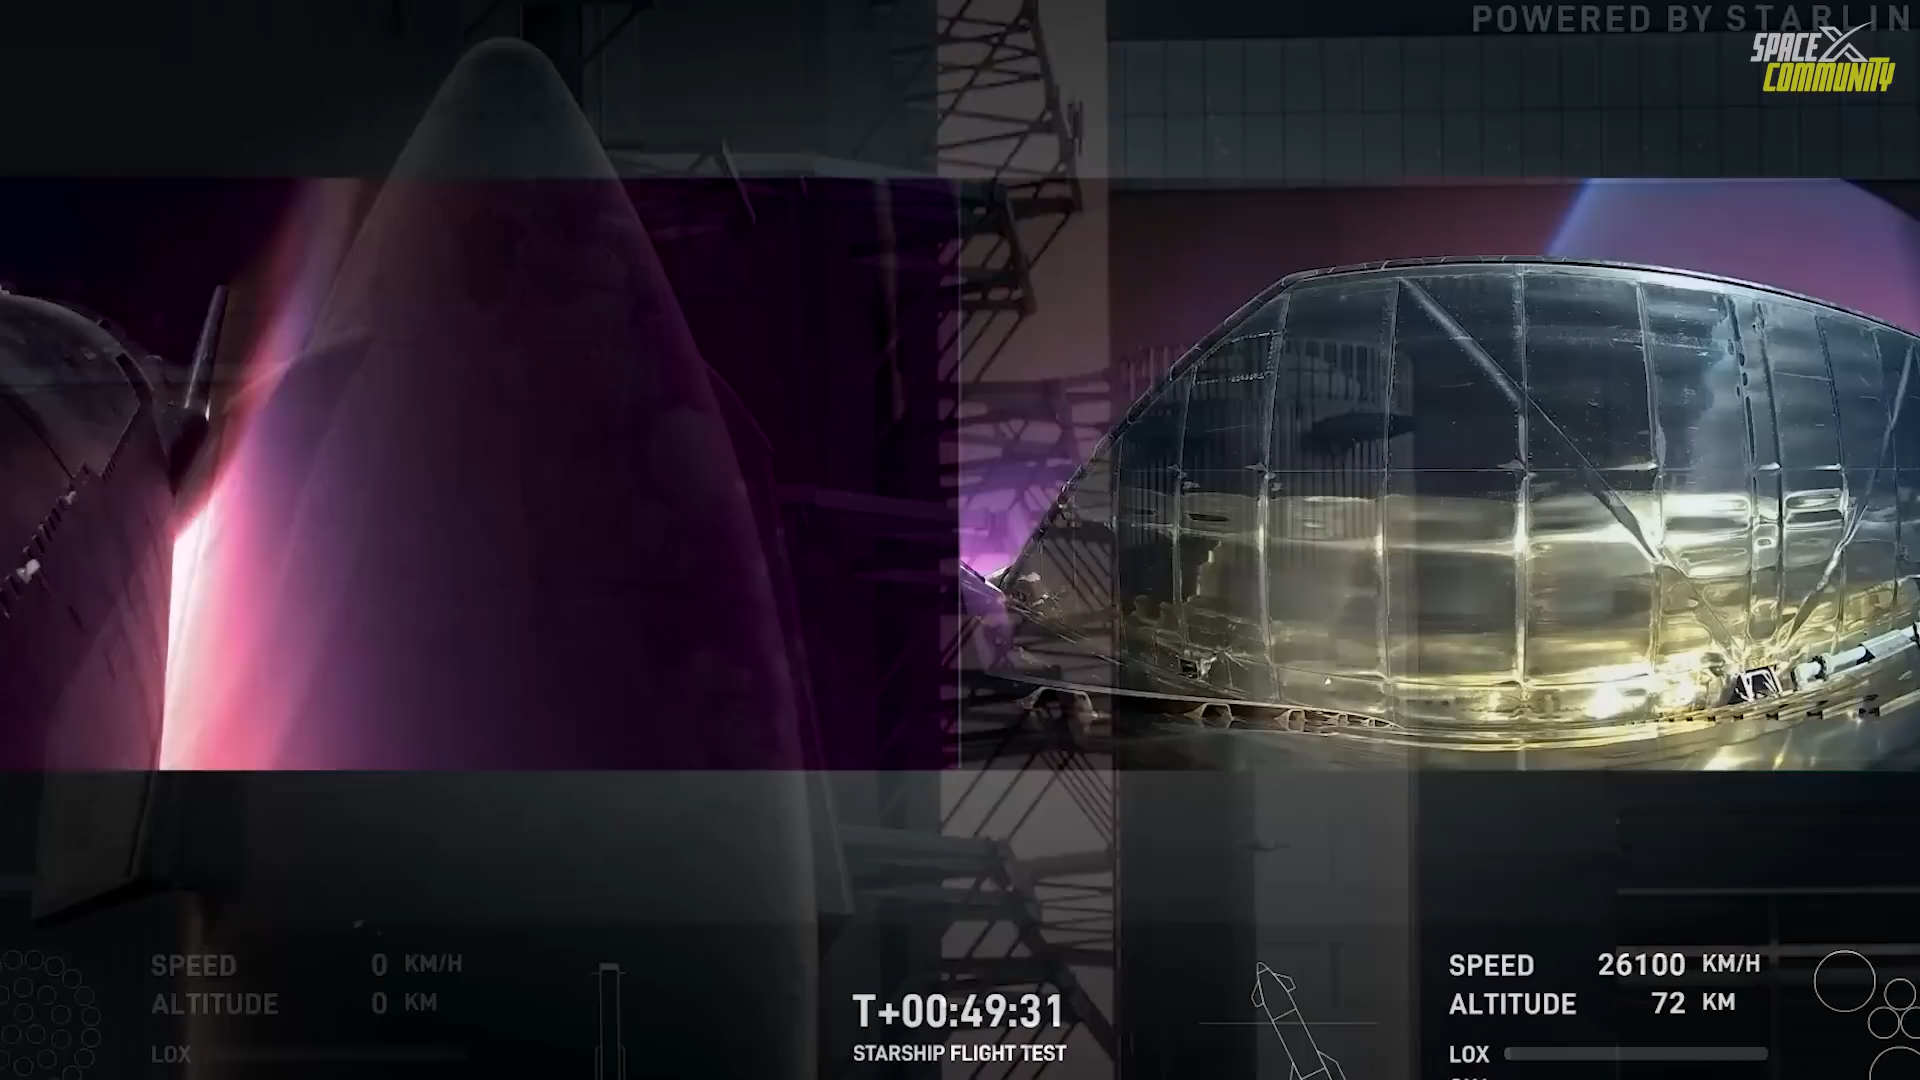 POWERED BY STARLIN
SPACEX
COMMUNITY
SPEED 0 KM/H
ALTITUDE 0 KM
LOX
T+00:49:31
STARSHIP FLIGHT TEST
SPEED 26100 KM/H
ALTITUDE 72 KM
LOX